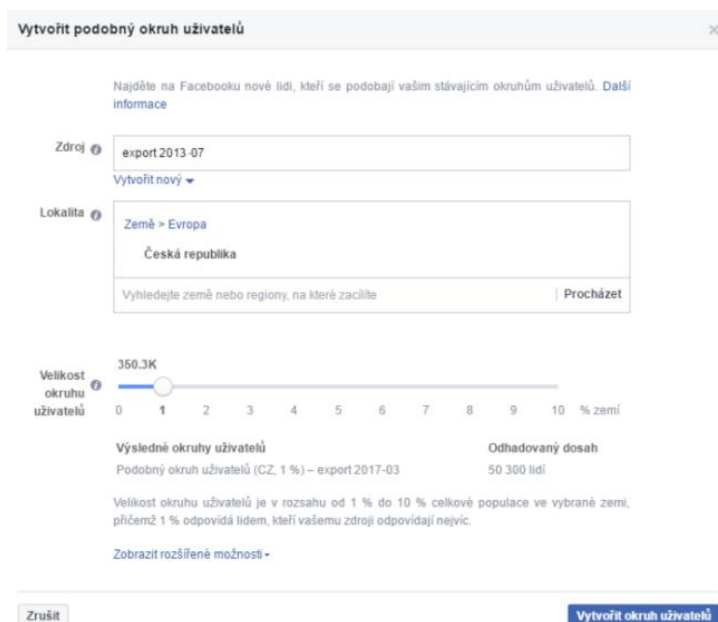 Vytvořit podobný okruh uživatelů
×
Najděte na Facebooku nové lidi, kteří se podobají vašim stávajícím okruhům uživatelů. Další
informace
Zdroj
export 2013-07
Vytvořit nový
Lokalita
Země > Evropa
Česká republika
Vyhledejte země nebo regiony, na které zacílíte
Procházet
350.3K
Velikost
okruhu
uživatelů
0 1 2 3 4 5 6 7 8 9 10 % zemí
Výsledné okruhy uživatelů Odhadovaný dosah
Podobný okruh uživatelů (CZ, 1 %) – export 2017-03 50 300 lidí
Velikost okruhu uživatelů je v rozsahu od 1 % do 10 % celkové populace ve vybrané zemi,
přičemž 1 % odpovídá lidem, kteří vašemu zdroji odpovídají nejvíc.
Zobrazit rozšířené možnosti
Zrušit Vytvořit okruh uživatelů